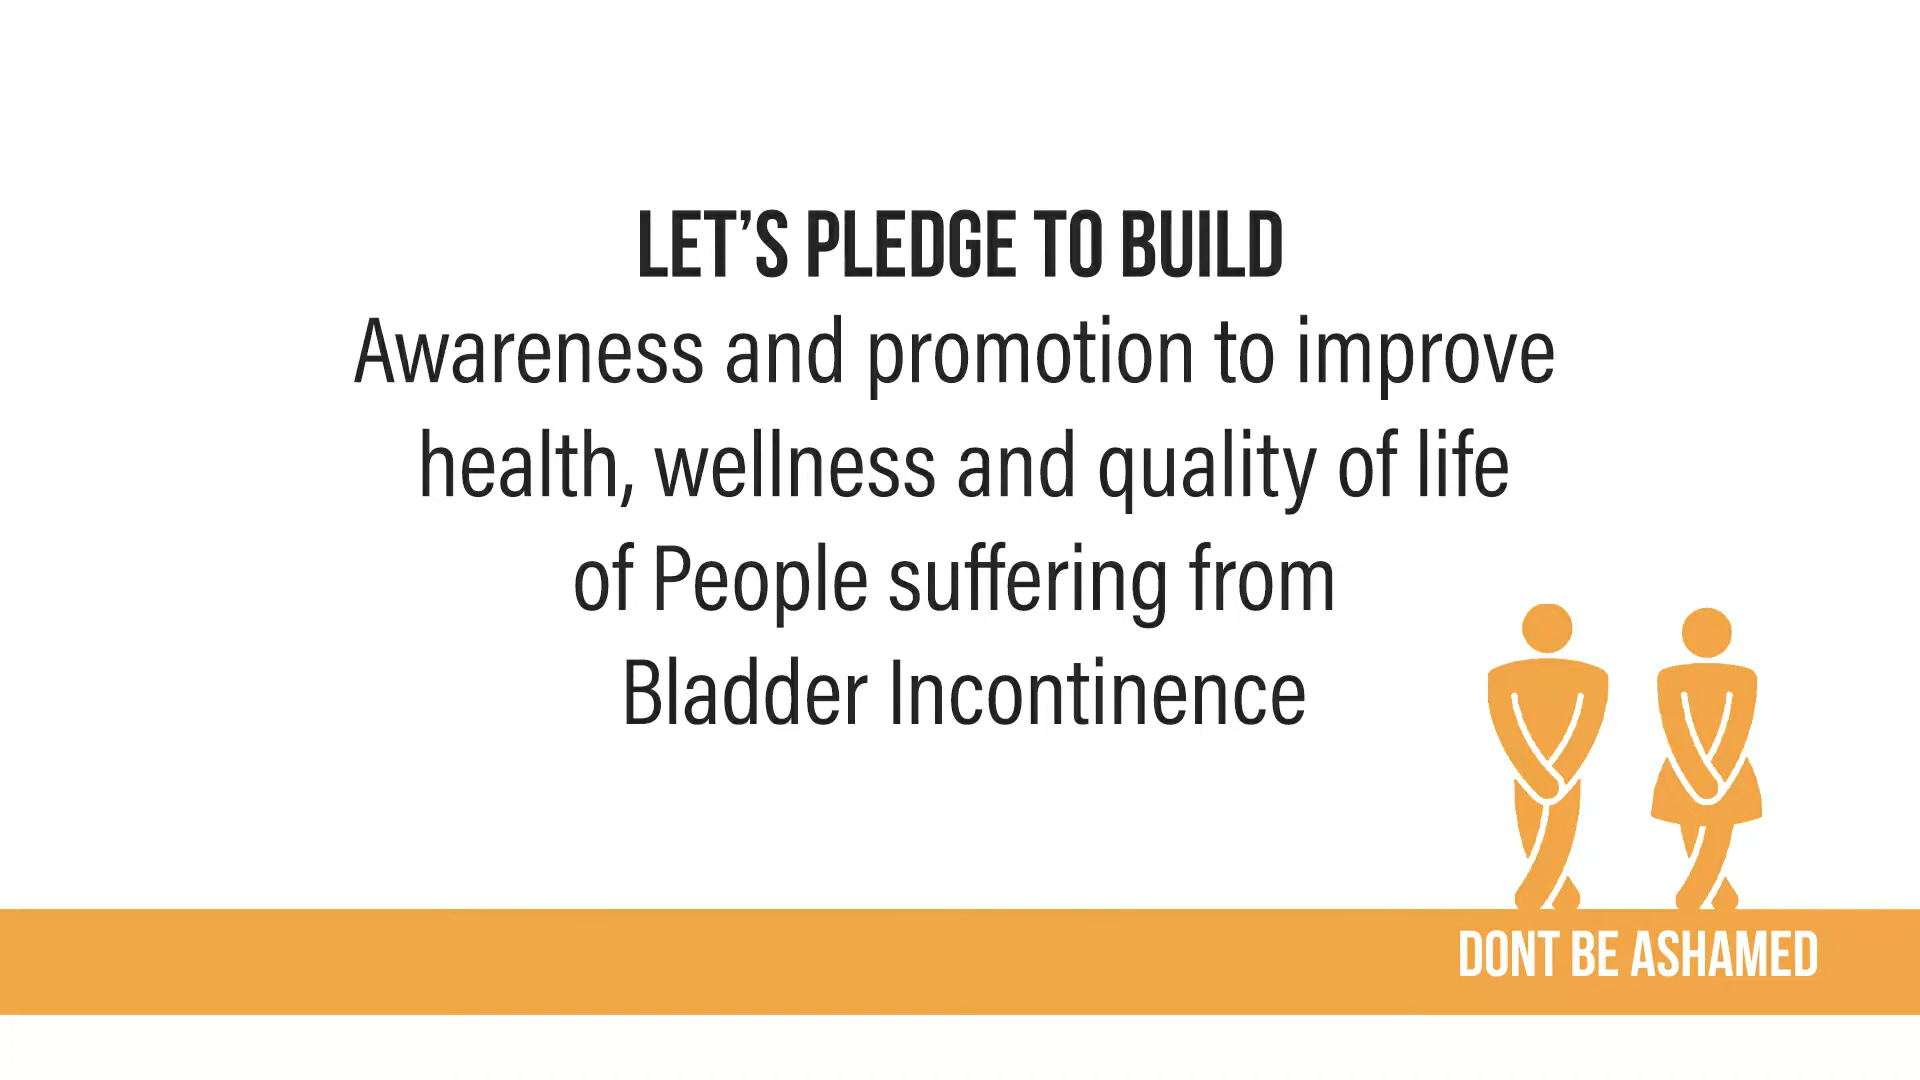 LET’S PLEDGE TO BUILD
Awareness and promotion to improve
health, wellness and quality of life
of People suffering from
Bladder Incontinence
DONT BE ASHAMED